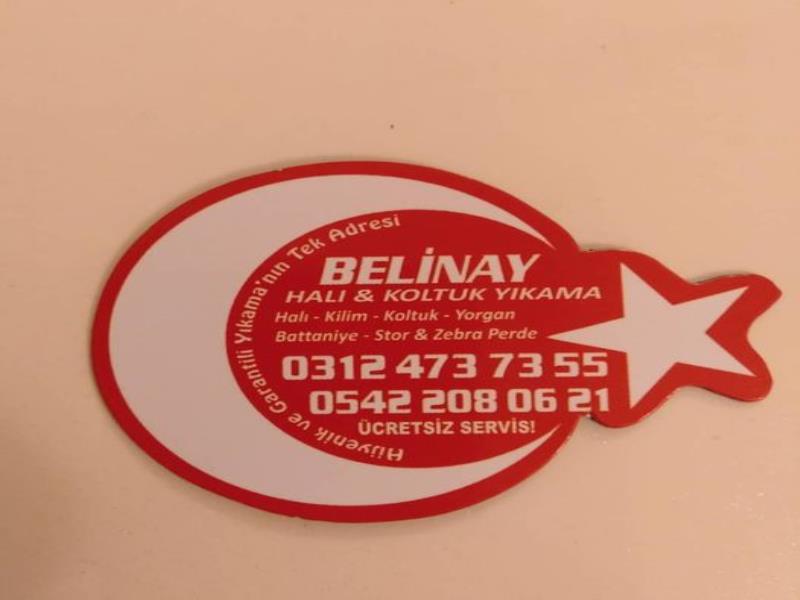 Hijyenik ve Garantili Yıkama'nın Tek Adresi
BELİNAY
HALI & KOLTUK YIKAMA
Halı - Kilim - Koltuk - Yorgan
Battaniye - Stor & Zebra Perde
0312 473 73 55
0542 208 06 21
ÜCRETSİZ SERVİS!